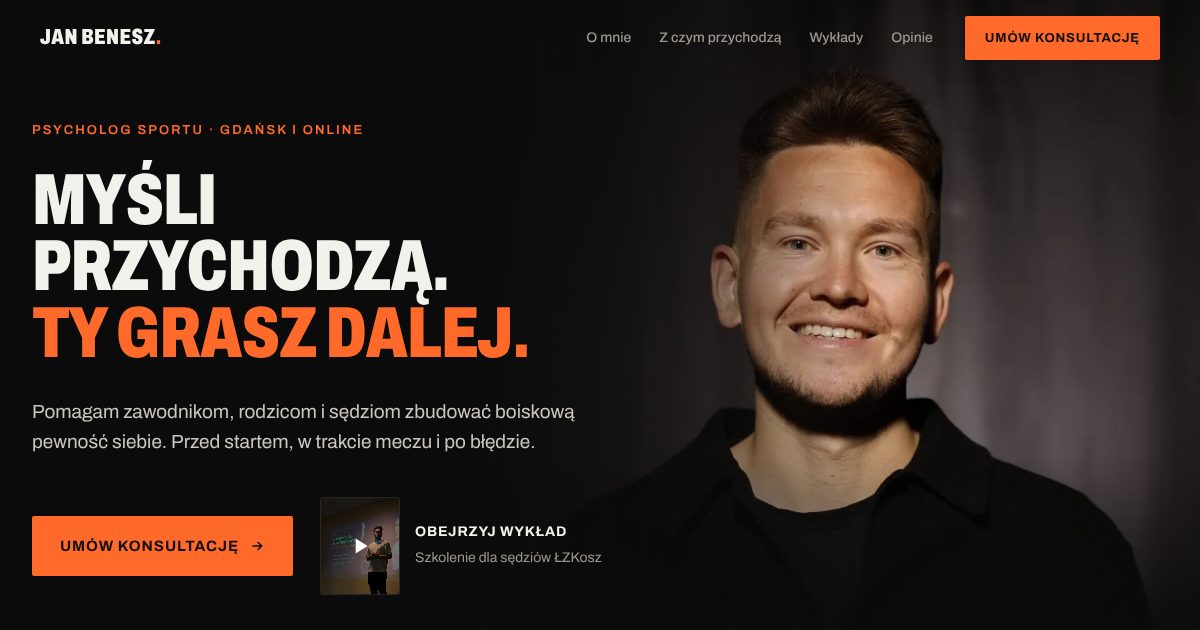 JAN BENESZ.
O mnie
Z czym przychodzą
Wykłady
Opinie
UMÓW KONSULTACJĘ
PSYCHOLOG SPORTU · GDAŃSK I ONLINE
MYŚLI
PRZYCHODZĄ.
TY GRASZ DALEJ.
Pomagam zawodnikom, rodzicom i sędziom zbudować boiskową
pewność siebie. Przed startem, w trakcie meczu i po błędzie.
UMÓW KONSULTACJĘ →
OBEJRZYJ WYKŁAD
Szkolenie dla sędziów ŁZKosz